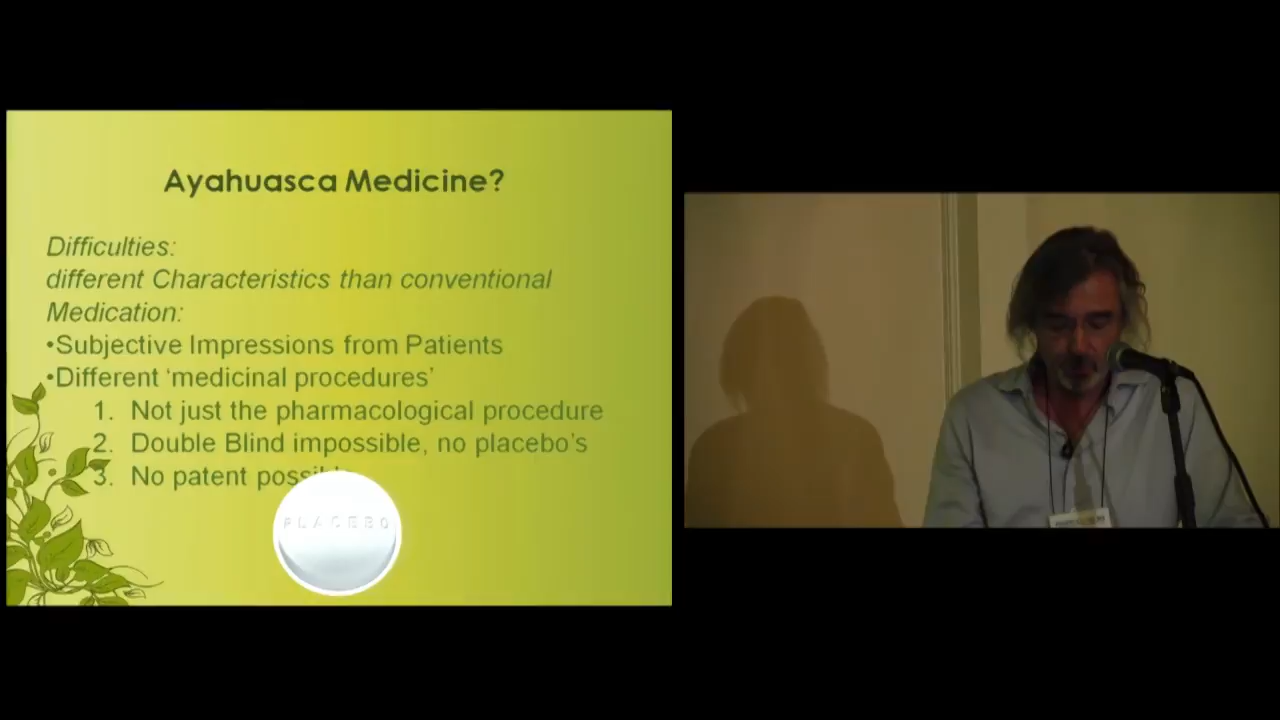 Ayahuasca Medicine?
Difficulties:
different Characteristics than conventional
Medication:
•Subjective Impressions from Patients
•Different ‘medicinal procedures’
1. Not just the pharmacological procedure
2. Double Blind impossible, no placebo’s
3. No patent
PLACEBO